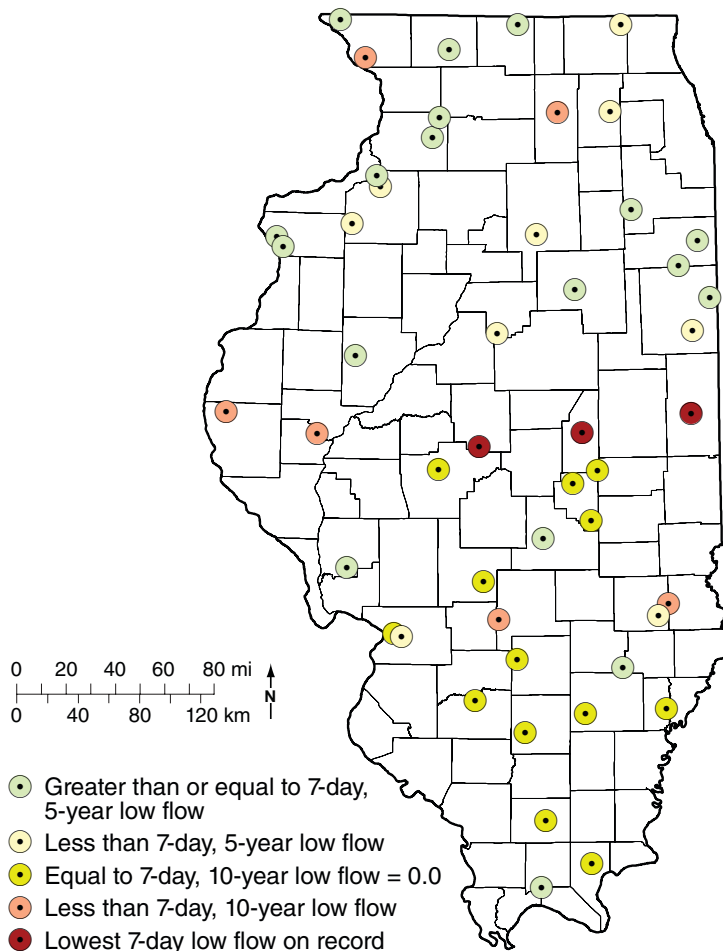 0 20 40 60 80 mi
N
0 40 80 120 km
Greater than or equal to 7-day,
5-year low flow
Less than 7-day, 5-year low flow
Equal to 7-day, 10-year low flow = 0.0
Less than 7-day, 10-year low flow
Lowest 7-day low flow on record